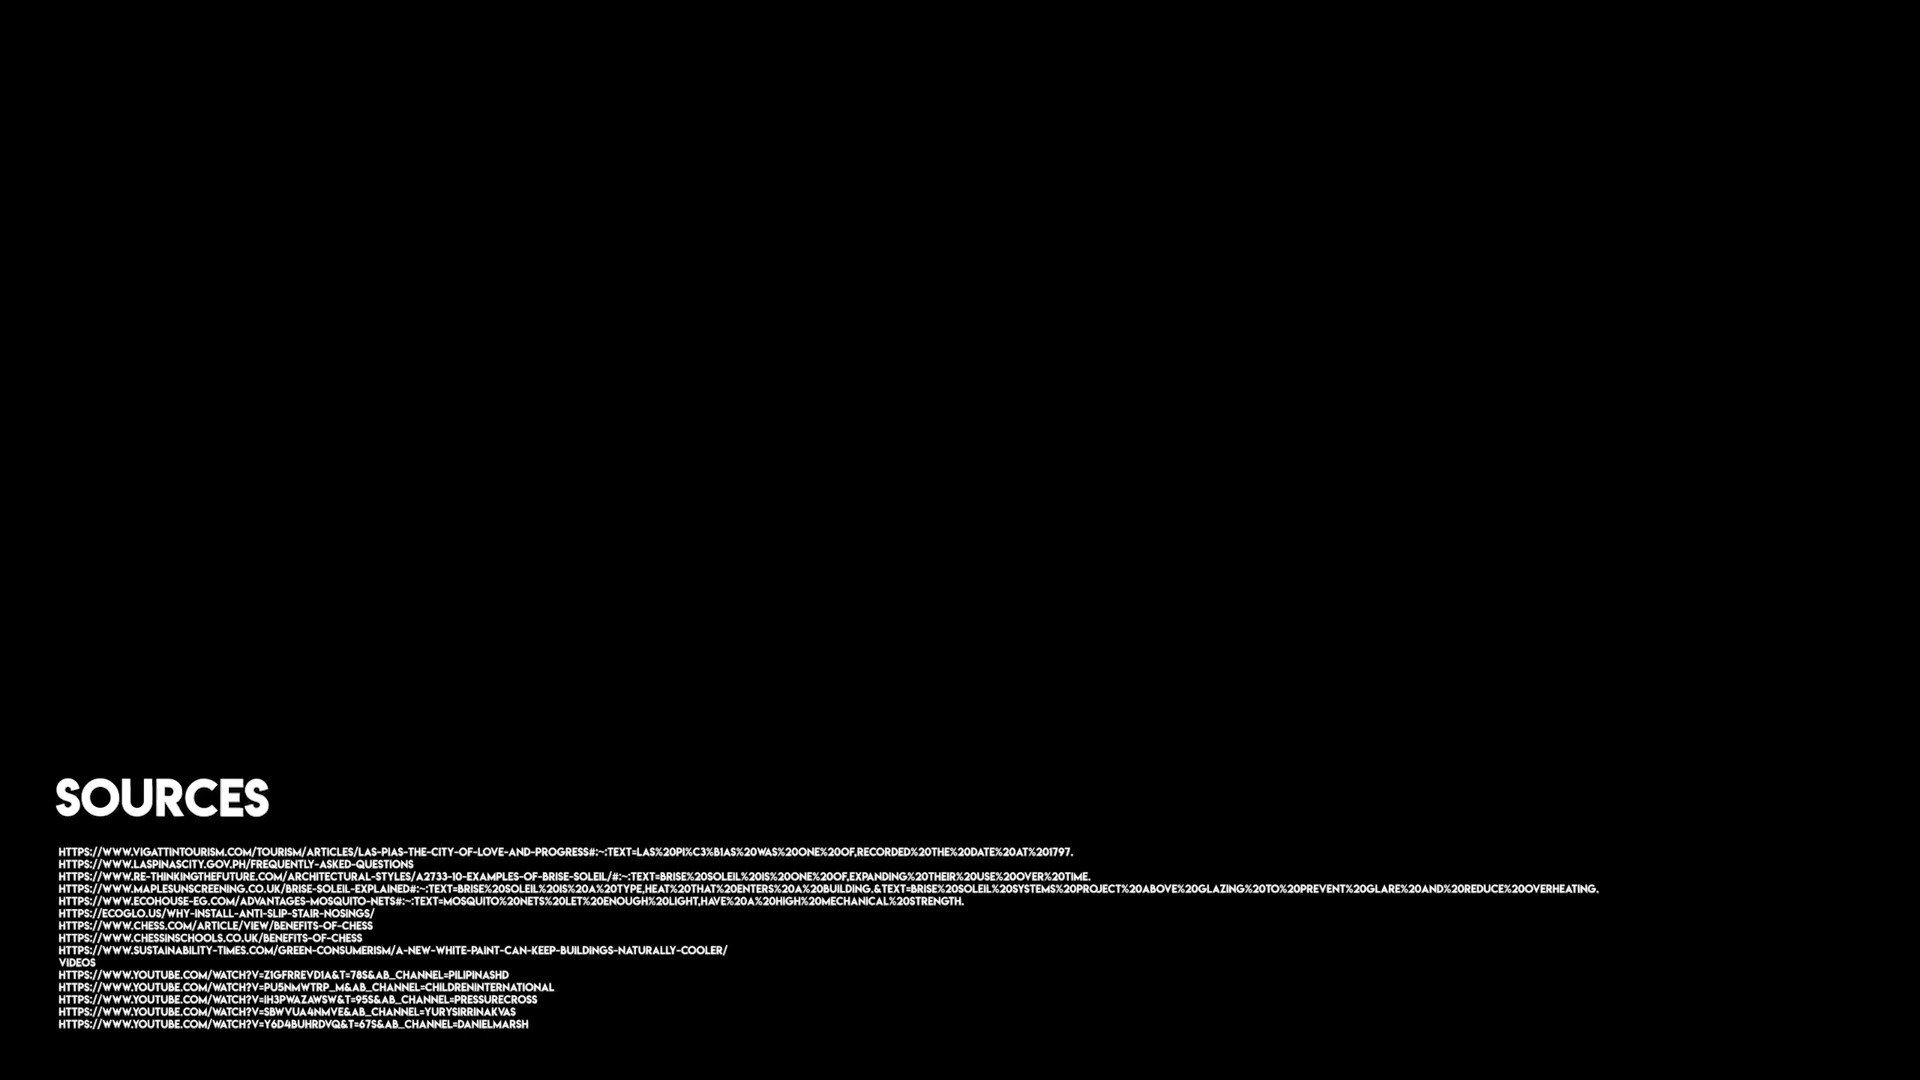 SOURCES
HTTPS://WWW.VIGATTINTOURISM.COM/TOURISM/ARTICLES/LAS-PIAS-THE-CITY-OF-LOVE-AND-PROGRESS#:~:TEXT=LAS%20PI%C3%B1AS%20WAS%20ONE%20OF,RECORDED%20THE%20DATE%20AT%201797.
HTTPS://WWW.LASPINASCITY.GOV.PH/FREQUENTLY-ASKED-QUESTIONS
HTTPS://WWW.RE-THINKINGTHEFUTURE.COM/ARCHITECTURAL-STYLES/A2733-10-EXAMPLES-OF-BRISE-SOLEIL/#:~:TEXT=BRISE%20SOLEIL%20IS%20ONE%20OF,EXPANDING%20THEIR%20USE%20OVER%20TIME.
HTTPS://WWW.MAPLESUNSCREENING.CO.UK/BRISE-SOLEIL-EXPLAINED#:~:TEXT=BRISE%20SOLEIL%20IS%20A%20TYPE,HEAT%20THAT%20ENTERS%20A%20BUILDING.&TEXT=BRISE%20SOLEIL%20SYSTEMS%20PROJECT%20ABOVE%20GLAZING%20TO%20PREVENT%20GLARE%20AND%20REDUCE%20OVERHEATING.
HTTPS://WWW.ECOHOUSE-EG.COM/ADVANTAGES-MOSQUITO-NETS#:~:TEXT=MOSQUITO%20NETS%20LET%20ENOUGH%20LIGHT,HAVE%20A%20HIGH%20MECHANICAL%20STRENGTH.
HTTPS://ECOGLO.US/WHY-INSTALL-ANTI-SLIP-STAIR-NOSINGS/
HTTPS://WWW.CHESS.COM/ARTICLE/VIEW/BENEFITS-OF-CHESS
HTTPS://WWW.CHESSINSCHOOLS.CO.UK/BENEFITS-OF-CHESS
HTTPS://WWW.SUSTAINABILITY-TIMES.COM/GREEN-CONSUMERISM/A-NEW-WHITE-PAINT-CAN-KEEP-BUILDINGS-NATURALLY-COOLER/
VIDEOS
HTTPS://WWW.YOUTUBE.COM/WATCH?V=Z1GFRREVD1A&T=78S&AB_CHANNEL=PILIPINASHD
HTTPS://WWW.YOUTUBE.COM/WATCH?V=PU5NMWTRP_M&AB_CHANNEL=CHILDRENINTERNATIONAL
HTTPS://WWW.YOUTUBE.COM/WATCH?V=IH3PWAZAWSW&T=95S&AB_CHANNEL=PRESSURECROSS
HTTPS://WWW.YOUTUBE.COM/WATCH?V=SBWVUA4NMVE&AB_CHANNEL=YURYSIRRINAKVAS
HTTPS://WWW.YOUTUBE.COM/WATCH?V=Y6D4BUHRDVQ&T=67S&AB_CHANNEL=DANIELMARSH